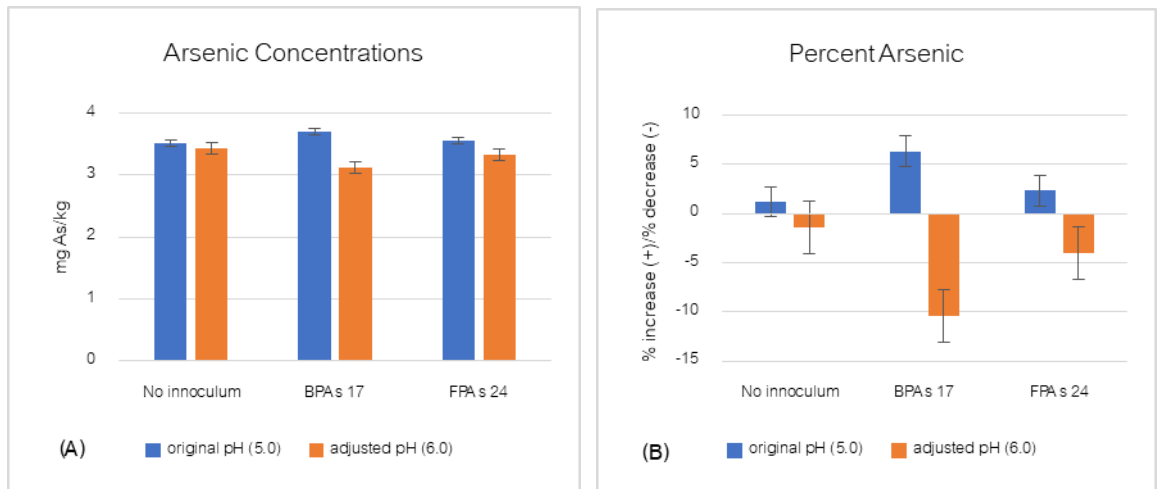 Arsenic Concentrations
mg As/kg
4
3
2
1
0
No innoculum BPAs 17 FPAs 24
(A) original pH (5.0) adjusted pH (6.0)
Percent Arsenic
% increase (+)/% decrease (-)
10
5
0
-5
-10
-15
No innoculum BPAs 17 FPAs 24
(B) original pH (5.0) adjusted pH (6.0)